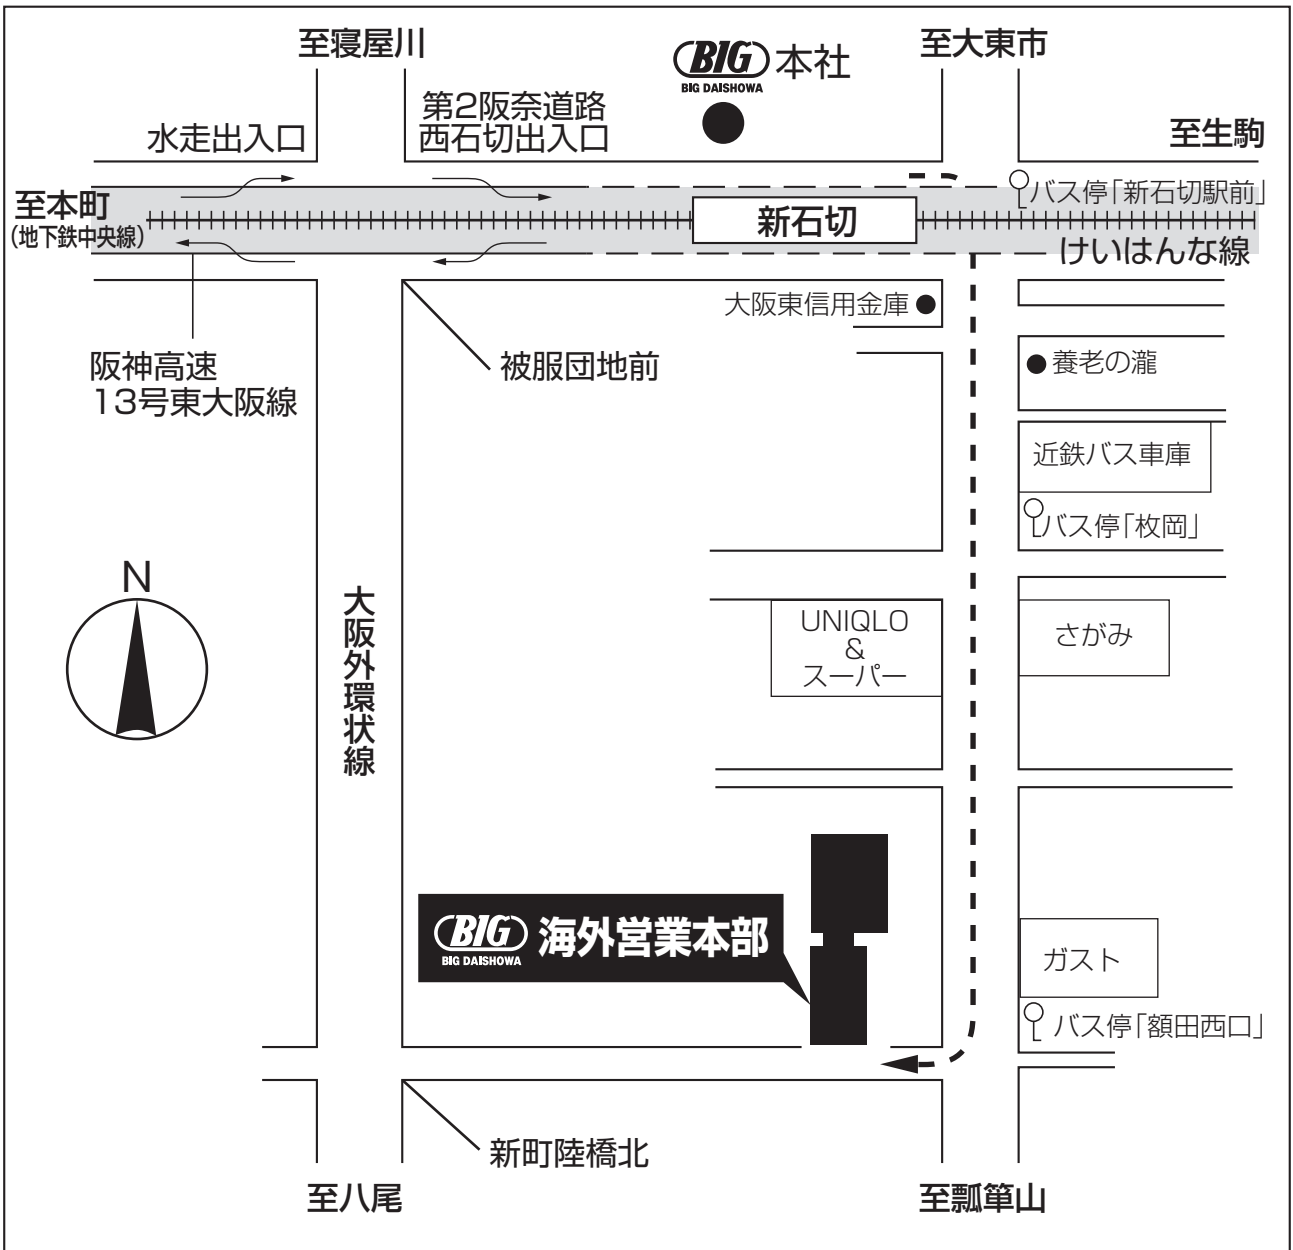 至寝屋川
BIG 本社
BIG DAISHOWA
至大東市
水走出入口
第2阪奈道路
西石切出入口
至生駒
至本町
(地下鉄中央線)
新石切
バス停「新石切駅前」
けいはんな線
大阪東信用金庫
阪神高速
13号東大阪線
被服団地前
養老の瀧
近鉄バス車庫
バス停「枚岡」
N
大阪外環状線
UNIQLO
&
スーパー
さがみ
BIG 海外営業本部
BIG DAISHOWA
ガスト
バス停「額田西口」
新町陸橋北
至八尾
至瓢箪山